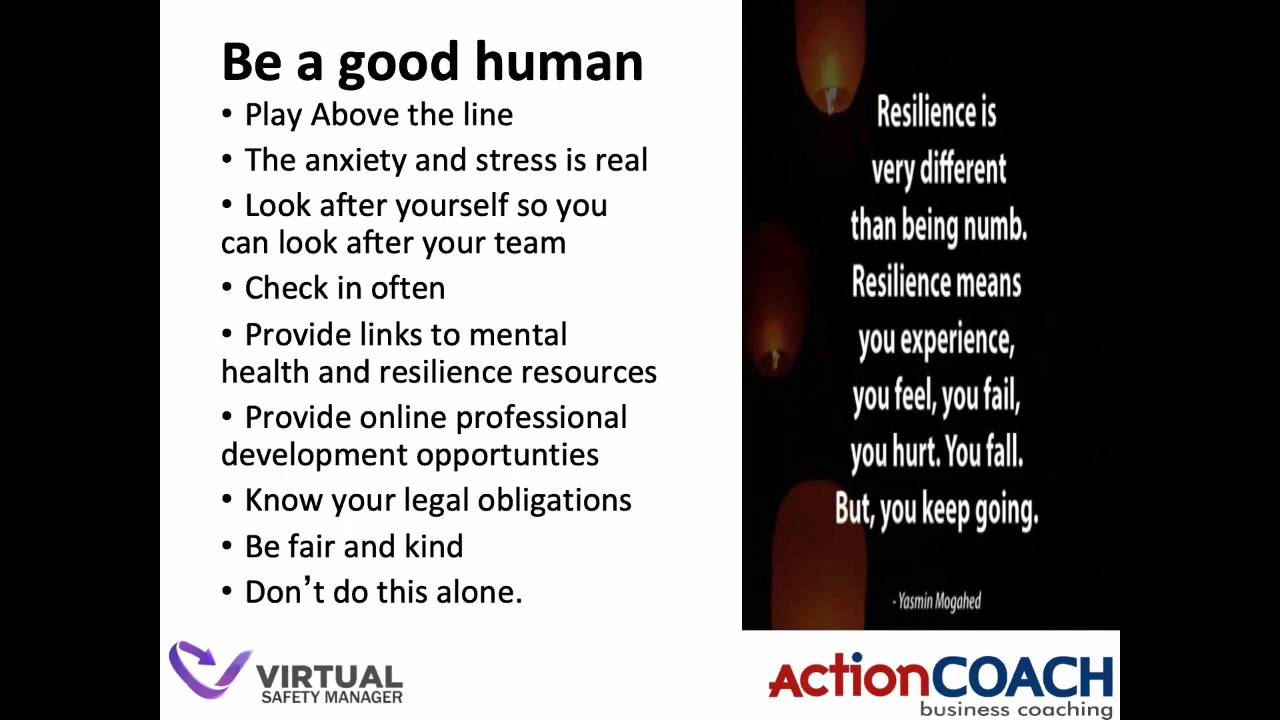 Be a good human
• Play Above the line
• The anxiety and stress is real
• Look after yourself so you
can look after your team
• Check in often
• Provide links to mental
health and resilience resources
• Provide online professional
development opportunties
• Know your legal obligations
• Be fair and kind
• Don’t do this alone.
Resilience is
very different
than being numb.
Resilience means
you experience,
you feel, you fail,
you hurt. You fall.
But, you keep going.
- Yasmin Mogahed
VIRTUAL
SAFETY MANAGER
ActionCOACH
business coaching